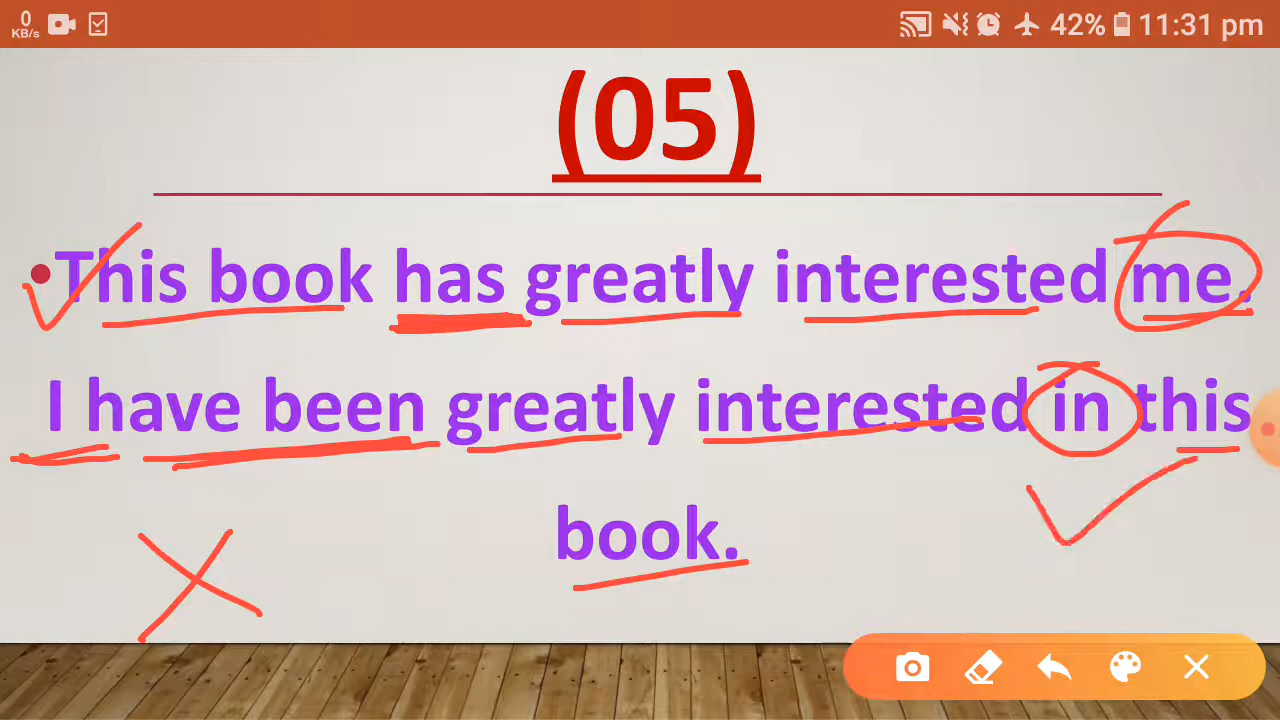 0
KB/s
42% 11:31 pm
(05)
•This book has greatly interested me.
I have been greatly interested in this
book.